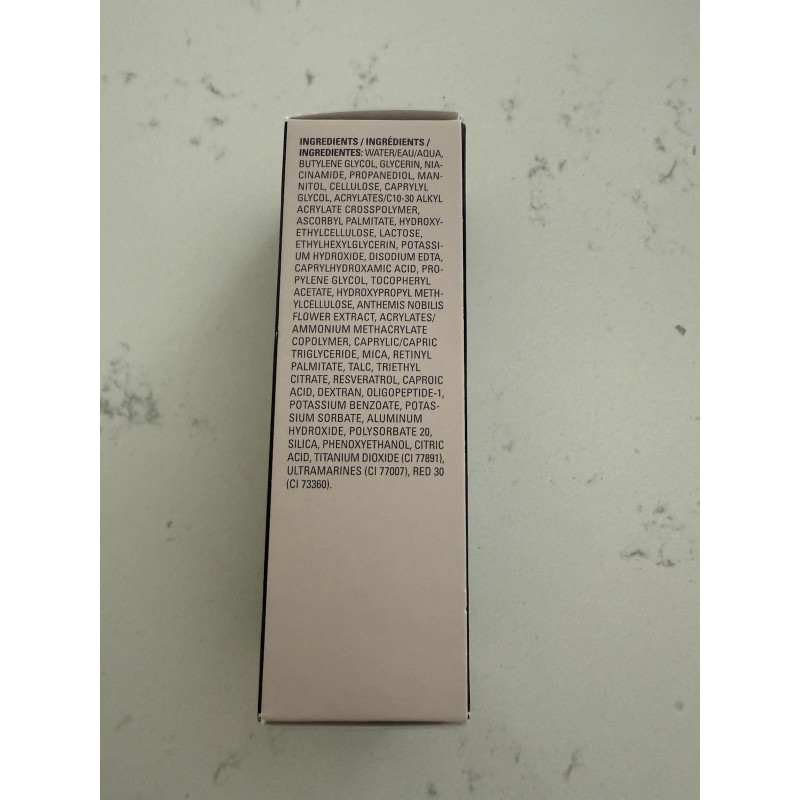 INGREDIENTS / INGRÉDIENTS /
INGREDIENTES: WATER/EAU/AQUA,
BUTYLENE GLYCOL, GLYCERIN, NIA-
CINAMIDE, PROPANEDIOL, MAN-
NITOL, CELLULOSE, CAPRYLYL
GLYCOL, ACRYLATES/C10-30 ALKYL
ACRYLATE CROSSPOLYMER,
ASCORBYL PALMITATE, HYDROXY-
ETHYLCELLULOSE, LACTOSE,
ETHYLHEXYLGLYCERIN, POTASSI-
UM HYDROXIDE, DISODIUM EDTA,
CAPRYLHYDROXAMIC ACID, PRO-
PYLENE GLYCOL, TOCOPHERYL
ACETATE, HYDROXYPROPYL METH-
YLCELLULOSE, ANTHEMIS NOBILIS
FLOWER EXTRACT, ACRYLATES/
AMMONIUM METHACRYLATE
COPOLYMER, CAPRYLIC/CAPRIC
TRIGLYCERIDE, MICA, RETINYL
PALMITATE, TALC, TRIETHYL
CITRATE, RESVERATROL, CAPROIC
ACID, DEXTRAN, OLIGOPEPTIDE-1,
POTASSIUM BENZOATE, POTAS-
SIUM SORBATE, ALUMINUM
HYDROXIDE, POLYSORBATE 20,
SILICA, PHENOXYETHANOL, CITRIC
ACID, TITANIUM DIOXIDE (CI 77891),
ULTRAMARINES (CI 77007), RED 30
(CI 73360).